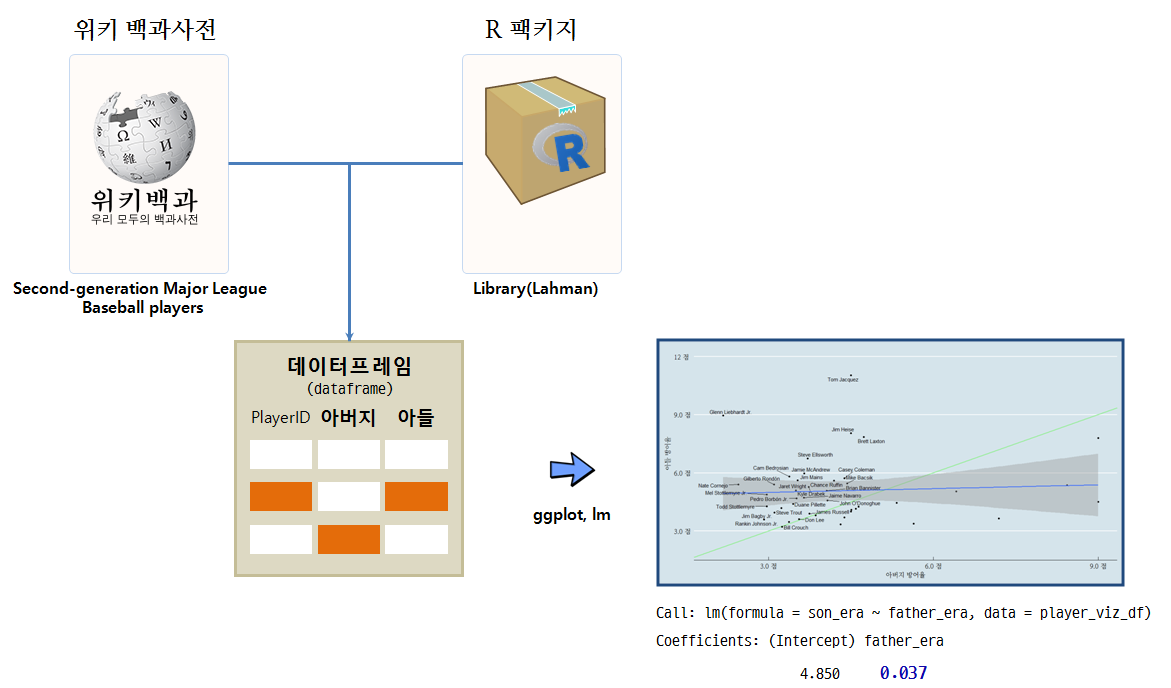 위키 백과사전
R 패키지
Ω
W
И
維
7
위키백과
우리 모두의 백과사전
R
Second-generation Major League
Baseball players
Library(Lahman)
데이터프레임
(dataframe)
PlayerID 아버지 아들
ggplot, lm
12 점
9.0 점
6.0 점
3.0 점
아들 방어율
Tom Jacquez
Glenn Liebhardt Jr.
Jim Heise
Brett Laxton
Steve Ellsworth
Cam Bedrosian
Jamie McAndrew
Casey Coleman
Gilberto Rondón
Jim Mains
Mike Bacsik
Nate Cornejo
Jaret Wright
Chance Ruffin
Brian Bannister
Mel Stottlemyre Jr.
Kyle Drabek
Jaime Navarro
Pedro Borbón Jr.
Todd Stottlemyre
Duane Pillette
John O'Donoghue
Jim Bagby Jr.
Steve Trout
James Russell
Rankin Johnson Jr.
Don Lee
Bill Crouch
3.0 점
6.0 점
9.0 점
아버지 방어율
Call: lm(formula = son_era ~ father_era, data = player_viz_df)
Coefficients: (Intercept) father_era
4.850 0.037